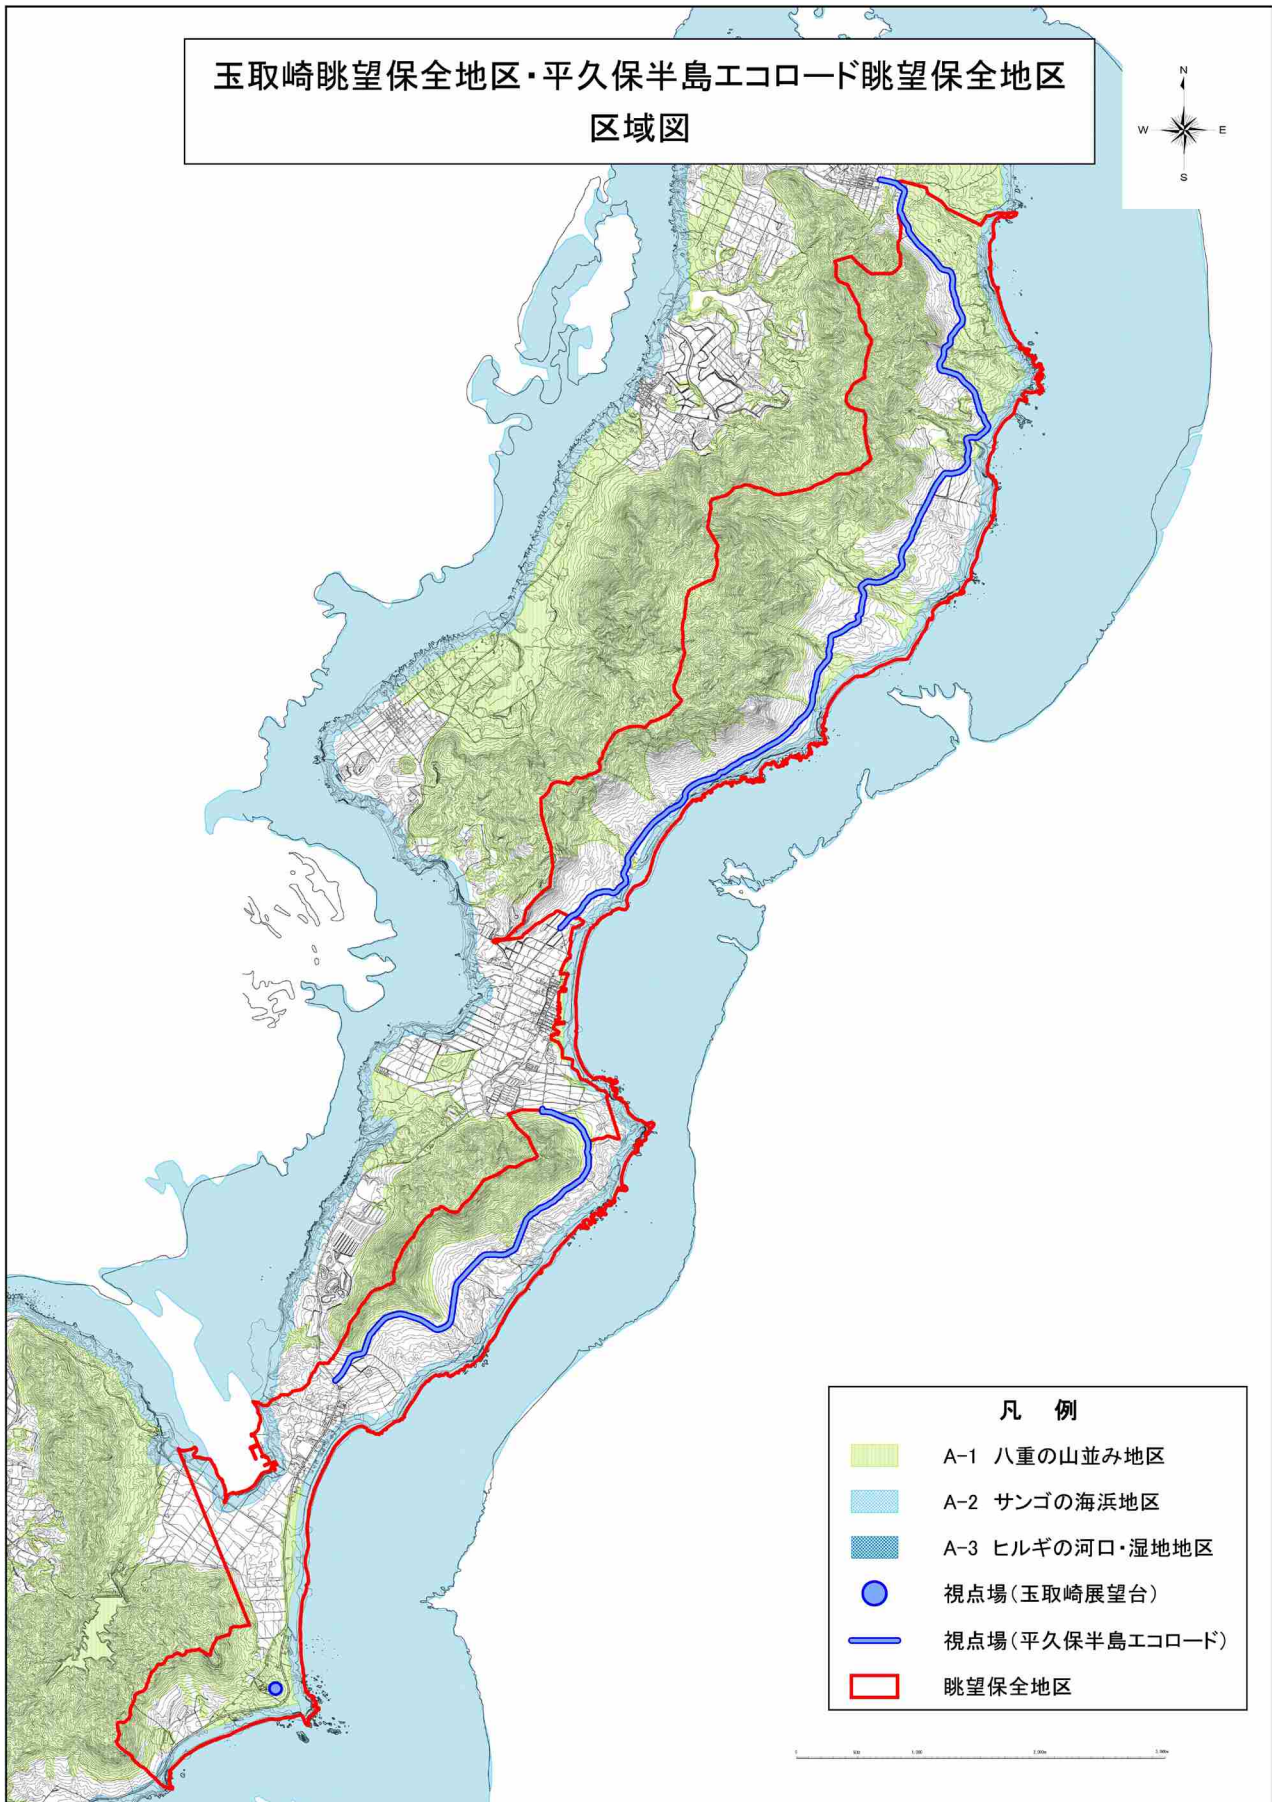 玉取崎眺望保全地区・平久保半島エコロード眺望保全地区
区域図
N
W E
S
凡 例
A-1 八重の山並み地区
A-2 サンゴの海浜地区
A-3 ヒルギの河口・湿地地区
視点場(玉取崎展望台)
視点場(平久保半島エコロード)
眺望保全地区